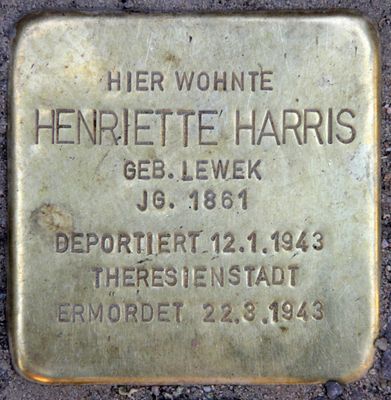 HIER WOHNTE
HENRIETTE HARRIS
GEB. LEWEK
JG. 1861
DEPORTIERT 12.1.1943
THERESIENSTADT
ERMORDET 22.3.1943